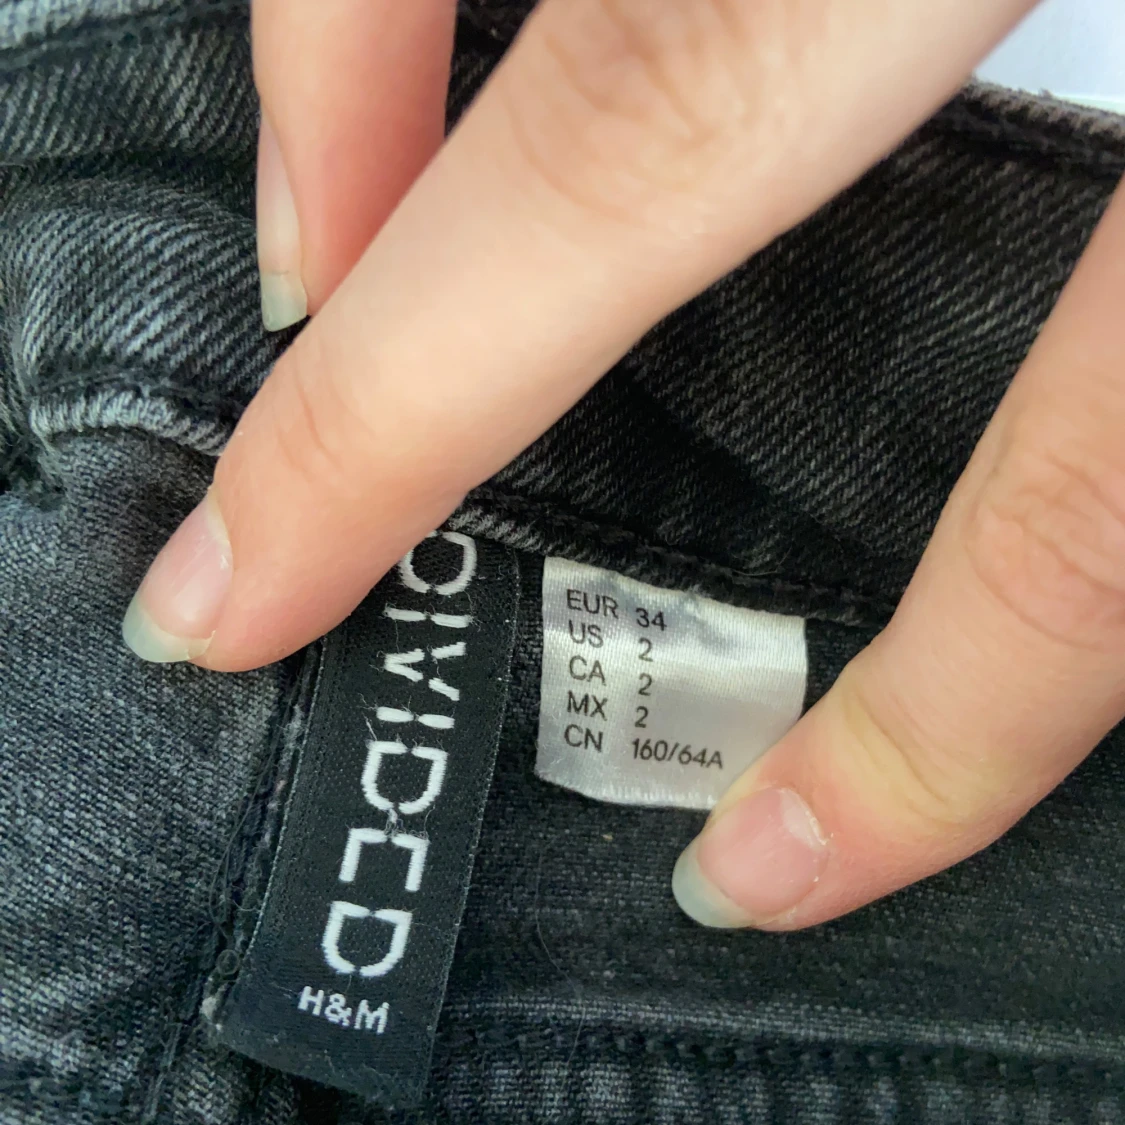 DIVIDED
H&M
EUR 34
US 2
CA 2
MX 2
CN 160/64A